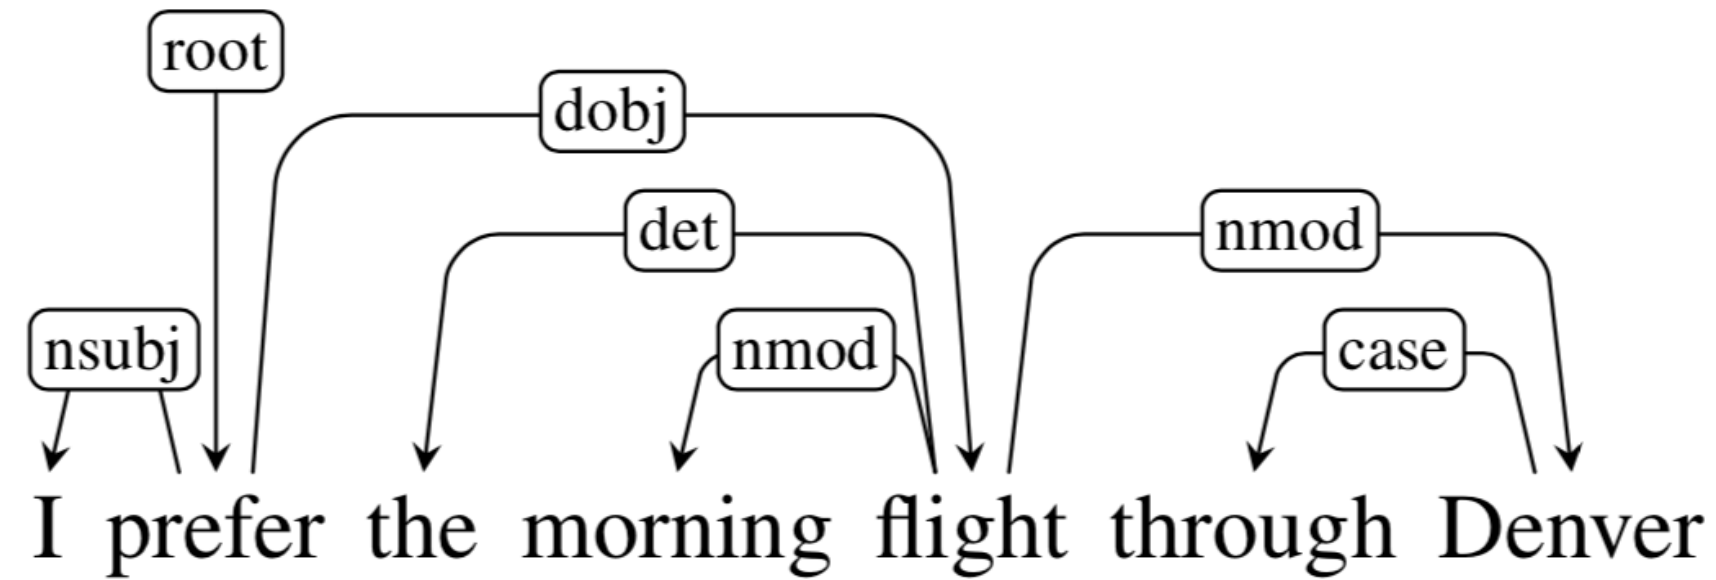 root
dobj
det nmod
nsubj nmod case
I prefer the morning flight through Denver